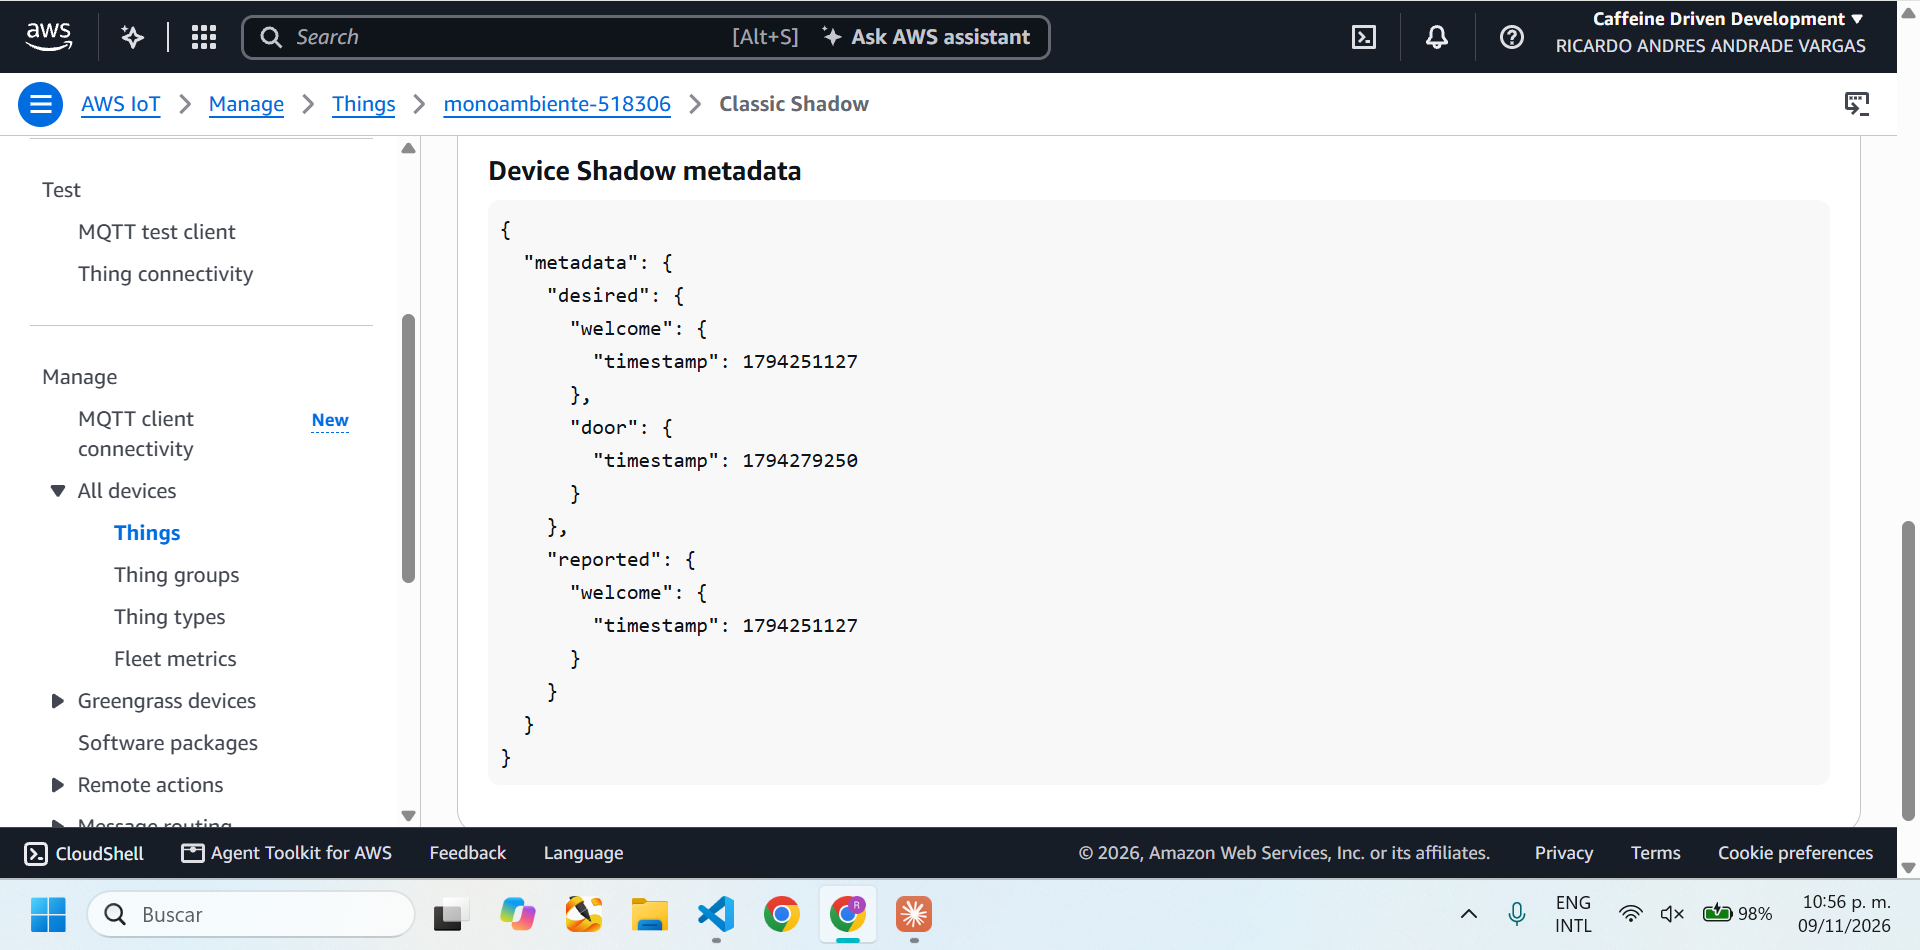 aws
Search
[Alt+S]
Ask AWS assistant
Caffeine Driven Development
RICARDO ANDRES ANDRADE VARGAS
AWS IoT
Manage
Things
monoambiente-518306
Classic Shadow
Test
MQTT test client
Thing connectivity
Manage
MQTT client connectivity
New
All devices
Things
Thing groups
Thing types
Fleet metrics
Greengrass devices
Software packages
Remote actions
Message routing
Device Shadow metadata
{
"metadata": {
"desired": {
"welcome": {
"timestamp": 1794251127
},
"door": {
"timestamp": 1794279250
}
},
"reported": {
"welcome": {
"timestamp": 1794251127
}
}
}
}
CloudShell
Agent Toolkit for AWS
Feedback
Language
© 2026, Amazon Web Services, Inc. or its affiliates.
Privacy
Terms
Cookie preferences
Buscar
R
ENG
INTL
98%
10:56 p. m.
09/11/2026